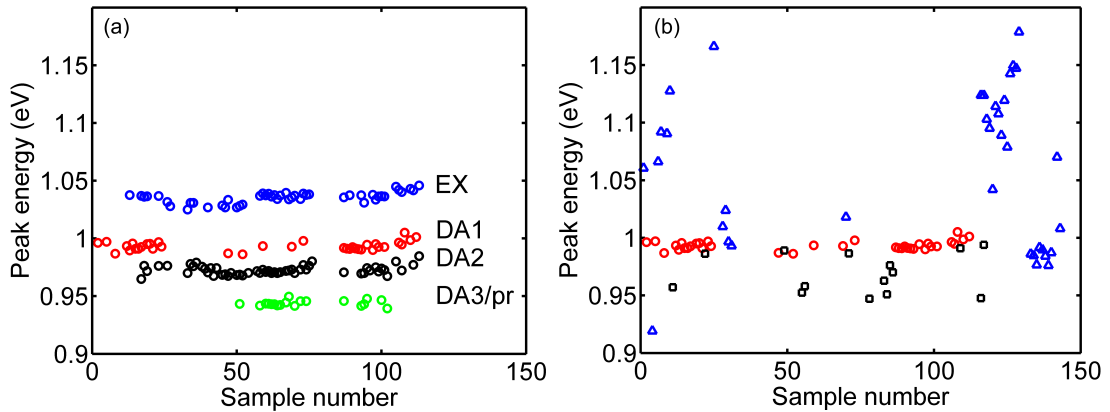 (a)
Peak energy (eV)
1.15
1.1
1.05
1
0.95
0.9
EX
DA1
DA2
DA3/pr
0
50
100
150
Sample number
(b)
Peak energy (eV)
1.15
1.1
1.05
1
0.95
0.9
0
50
100
150
Sample number